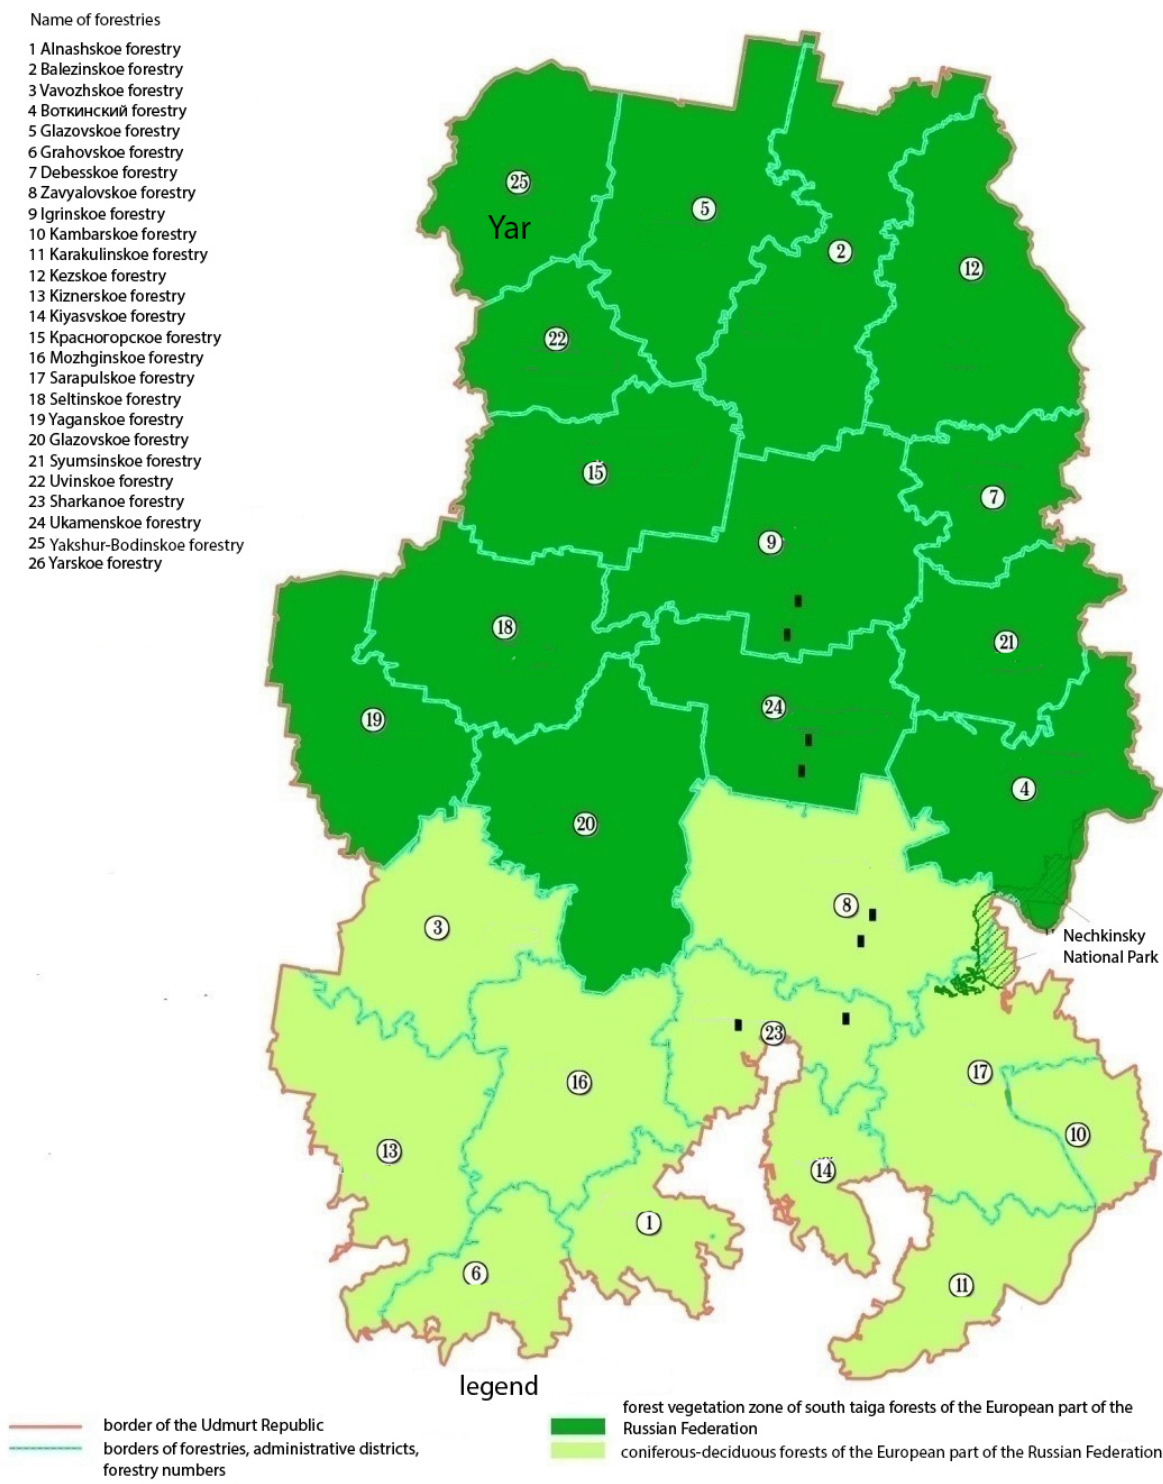 Name of forestries
1 Alnashskoe forestry
2 Balezinskoe forestry
3 Vavozhskoe forestry
4 Воткинский forestry
5 Glazovskoe forestry
6 Grahovskoe forestry
7 Debesskoe forestry
8 Zavyalovskoe forestry
9 Igrinskoe forestry
10 Kambarskoe forestry
11 Karakulinskoe forestry
12 Kezskoe forestry
13 Kiznerskoe forestry
14 Kiyasvskoe forestry
15 Красногорское forestry
16 Mozhginskoe forestry
17 Sarapulskoe forestry
18 Seltinskoe forestry
19 Yaganskoe forestry
20 Glazovskoe forestry
21 Syumsinskoe forestry
22 Uvinskoe forestry
23 Sharkanoe forestry
24 Ukamenskoe forestry
25 Yakshur-Bodinskoe forestry
26 Yarskoe forestry
25
Yar
5
2
12
22
15
7
9
18
21
24
19
4
20
8
3
Nechkinsky
National Park
23
17
16
10
13
14
1
6
11
legend
border of the Udmurt Republic
borders of forestries, administrative districts,
forestry numbers
forest vegetation zone of south taiga forests of the European part of the
Russian Federation
coniferous-deciduous forests of the European part of the Russian Federation